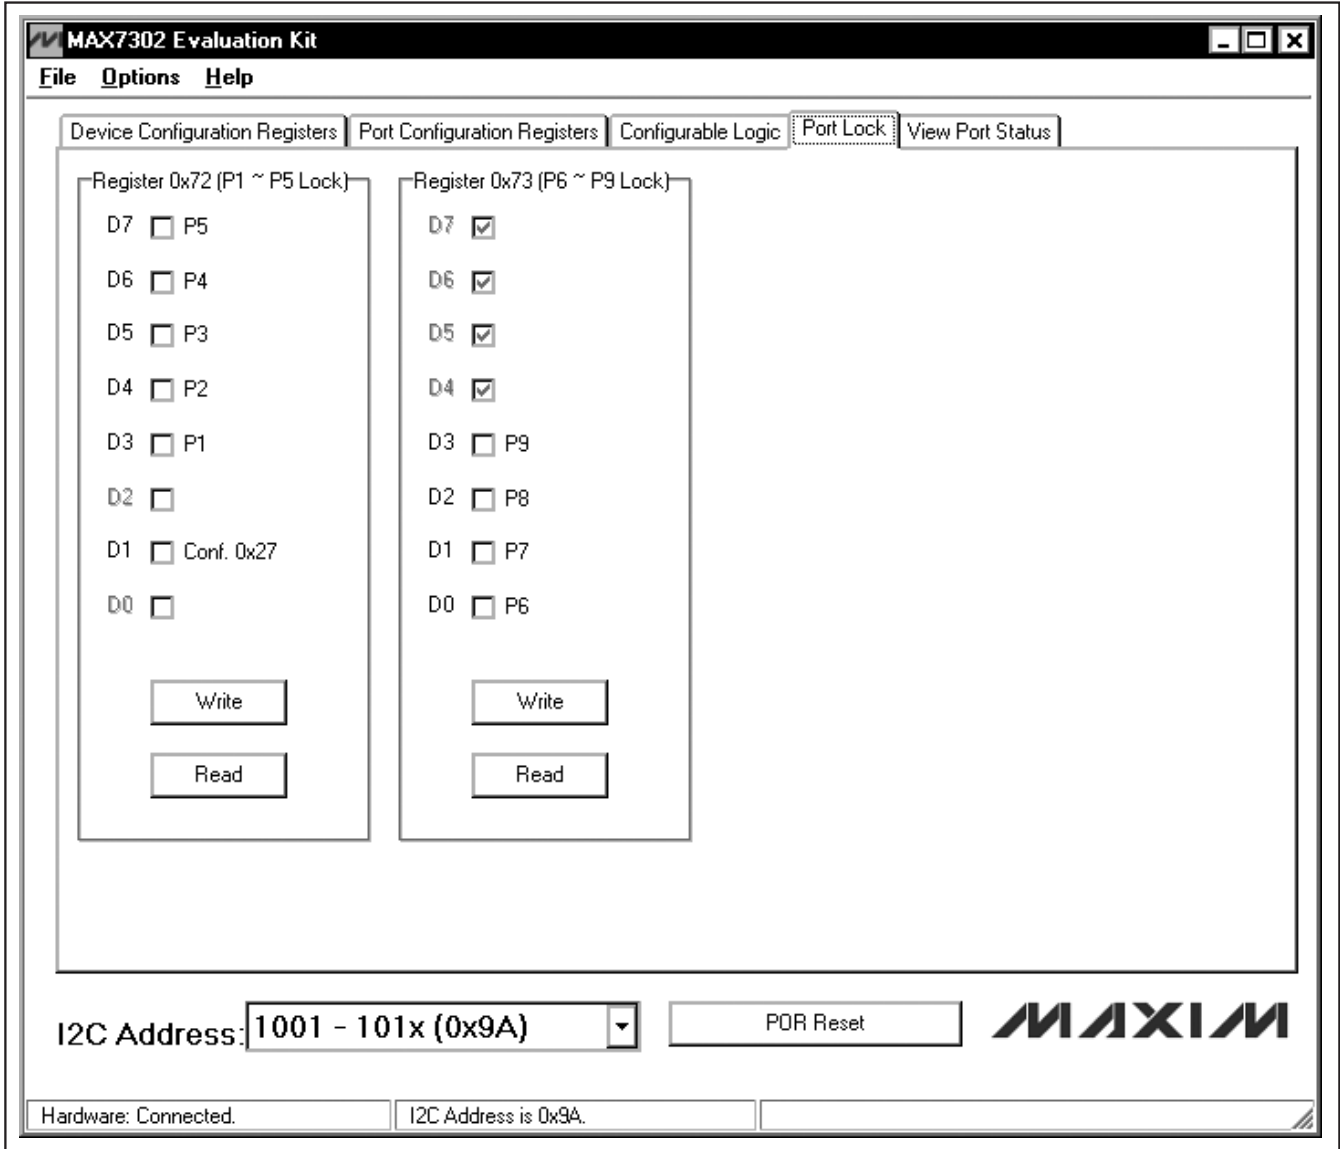 MAX7302 Evaluation Kit
File Options Help
Device Configuration Registers Port Configuration Registers Configurable Logic Port Lock View Port Status
Register 0x72 (P1 ~ P5 Lock)
D7 P5
D6 P4
D5 P3
D4 P2
D3 P1
D2
D1 Conf. 0x27
D0
Write
Read
Register 0x73 (P6 ~ P9 Lock)
D7
D6
D5
D4
D3 P9
D2 P8
D1 P7
D0 P6
Write
Read
I2C Address: 1001 - 101x (0x9A)
POR Reset
MAXIM
Hardware: Connected.
I2C Address is 0x9A.